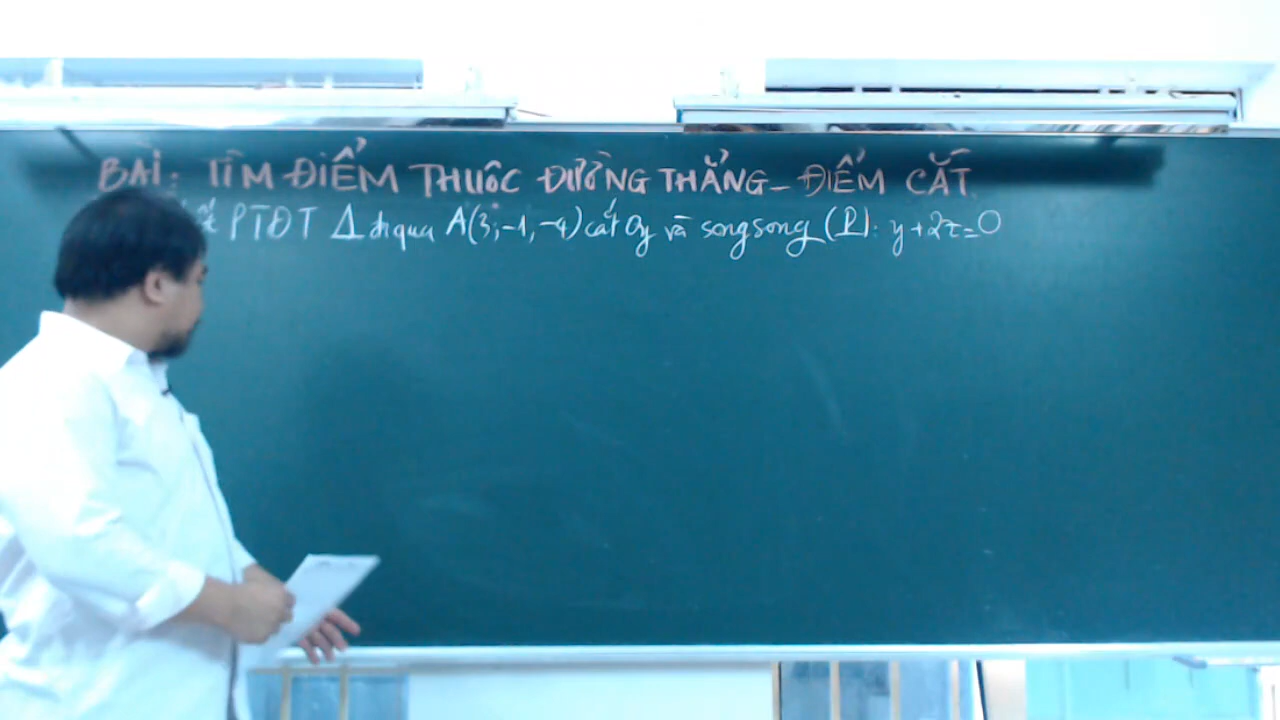 BÀI: TÌM ĐIỂM THUỘC ĐƯỜNG THẲNG - ĐIỂM CẮT
PTĐT Δ đi qua A(3;-1,-4) cắt Oy và song song (P): y+2z=0